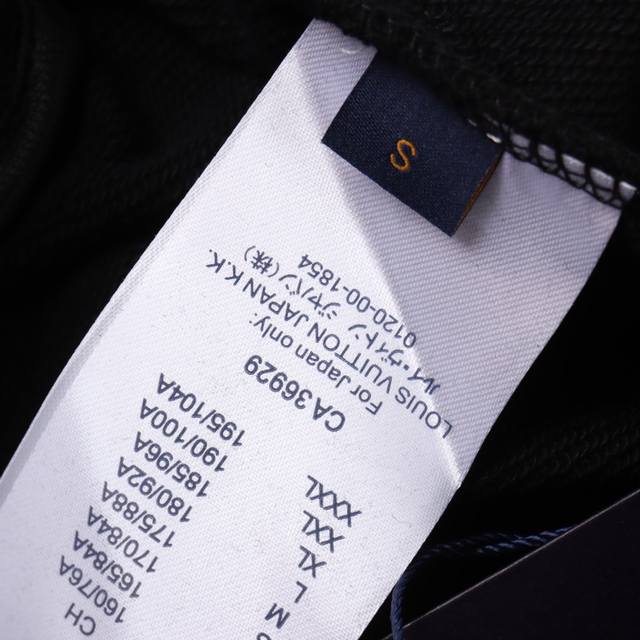 CH
160/76A
165/84A
S 170/84A
M 175/88A
L 180/92A
XL 185/96A
XXL 190/100A
XXXL 195/104A
CA 36929
For Japan only:
LOUIS VUITTON JAPAN K.K.
ルイ・ヴィトン ジャパン(株)
0120-00-1854
S